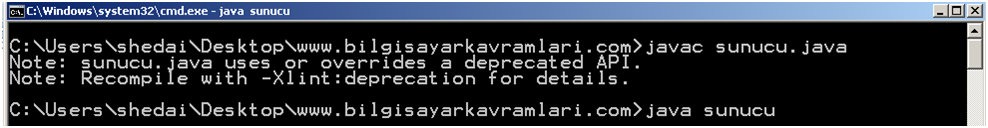 C:\Windows\system32\cmd.exe - java sunucu
C:\Users\shedai\Desktop\www.bilgisayarkavramlari.com>javac sunucu.java
Note: sunucu.java uses or overrides a deprecated API.
Note: Recompile with -Xlint:deprecation for details.
C:\Users\shedai\Desktop\www.bilgisayarkavramlari.com>java sunucu